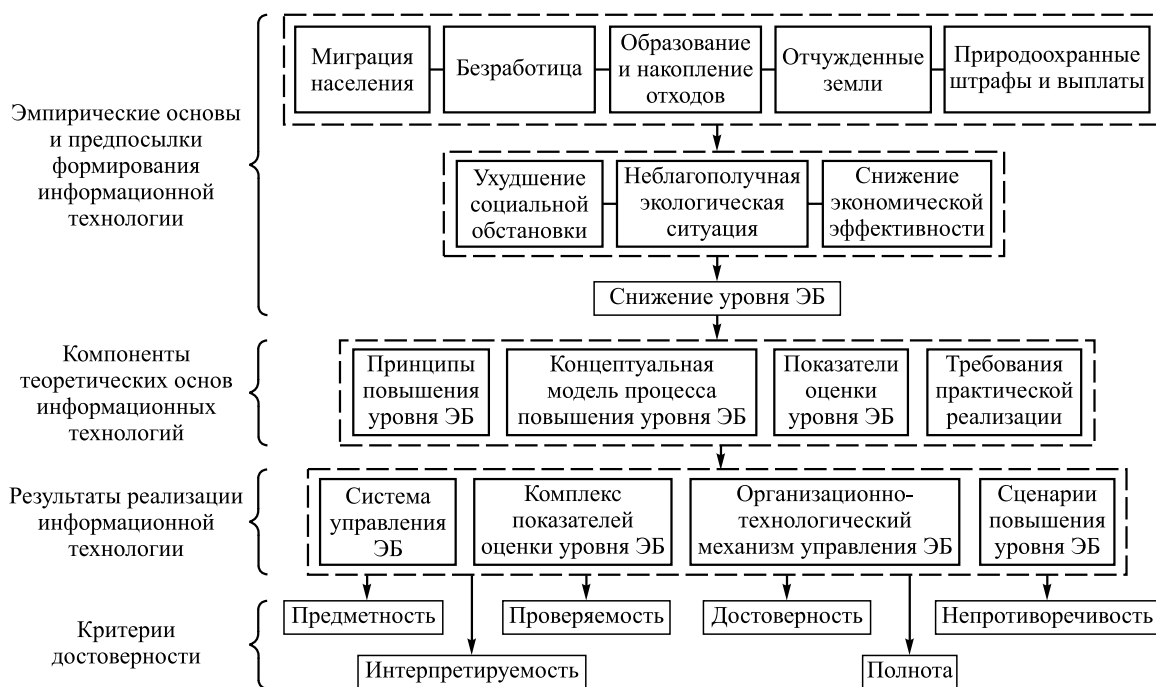 Эмпирические основы
и предпосылки
формирования
информационной
технологии
Миграция
населения
Безработица
Образование
и накопление
отходов
Отчужденные
земли
Природоохранные
штрафы и выплаты
Ухудшение
социальной
обстановки
Неблагополучная
экологическая
ситуация
Снижение
экономической
эффективности
Снижение уровня ЭБ
Компоненты
теоретических основ
информационных
технологий
Принципы
повышения
уровня ЭБ
Концептуальная
модель процесса
повышения уровня ЭБ
Показатели
оценки
уровня ЭБ
Требования
практической
реализации
Результаты реализации
информационной
технологии
Система
управления
ЭБ
Комплекс
показателей
оценки уровня ЭБ
Организационно-
технологический
механизм управления ЭБ
Сценарии
повышения
уровня ЭБ
Критерии
достоверности
Предметность
Проверяемость
Достоверность
Непротиворечивость
Интерпретируемость
Полнота